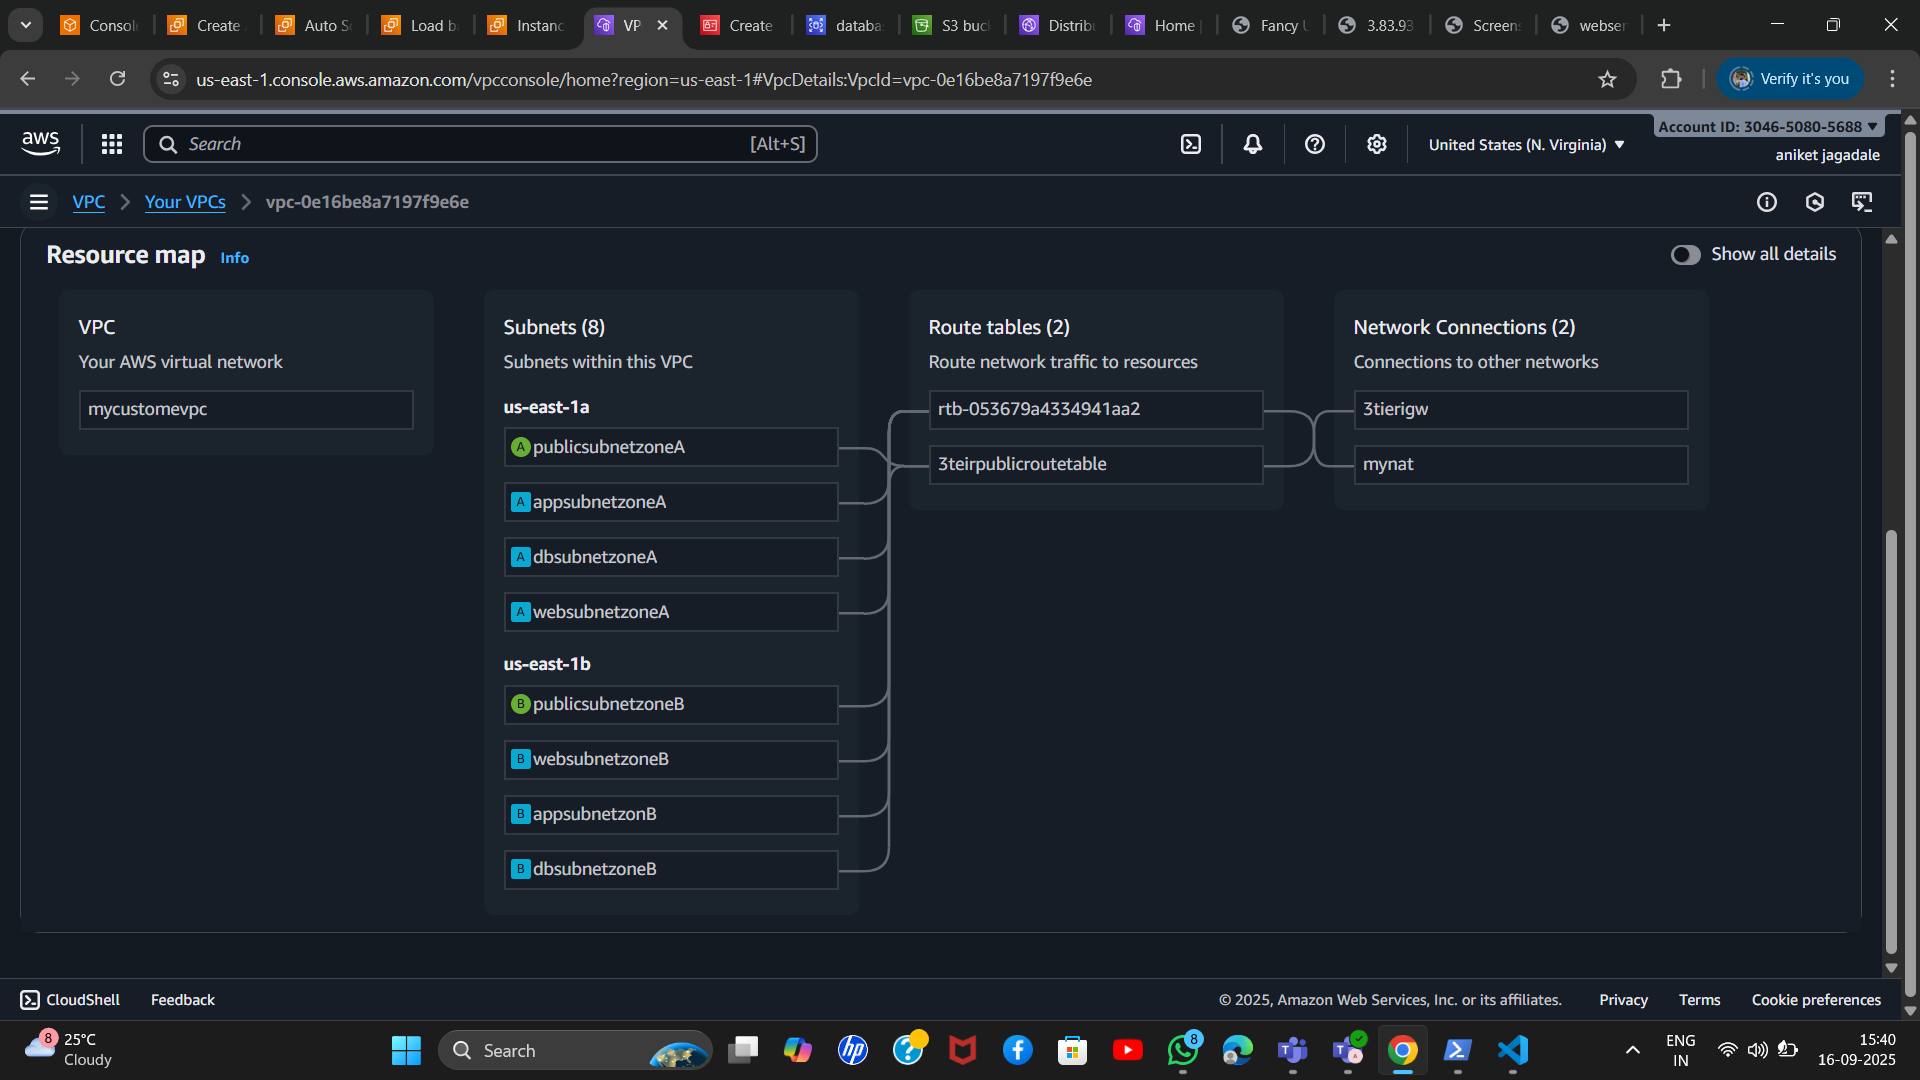 Consol
Create
Auto Sc
Load b
Instanc
VP
Create
databa
S3 buc
Distribu
Home
Fancy U
3.83.93
Screens
webser
us-east-1.console.aws.amazon.com/vpcconsole/home?region=us-east-1#VpcDetails:VpcId=vpc-0e16be8a7197f9e6e
Verify it's you
aws
Search
[Alt+S]
United States (N. Virginia)
Account ID: 3046-5080-5688
aniket jagadale
VPC
Your VPCs
vpc-0e16be8a7197f9e6e
Resource map Info
Show all details
VPC
Your AWS virtual network
mycustomevpc
Subnets (8)
Subnets within this VPC
us-east-1a
A publicsubnetzoneA
A appsubnetzoneA
A dbsubnetzoneA
A websubnetzoneA
us-east-1b
B publicsubnetzoneB
B websubnetzoneB
B appsubnetzonB
B dbsubnetzoneB
Route tables (2)
Route network traffic to resources
rtb-053679a4334941aa2
3teirpublicroutetable
Network Connections (2)
Connections to other networks
3tierigw
mynat
CloudShell
Feedback
© 2025, Amazon Web Services, Inc. or its affiliates.
Privacy
Terms
Cookie preferences
8
25°C
Cloudy
Search
hp
8
ENG
IN
15:40
16-09-2025